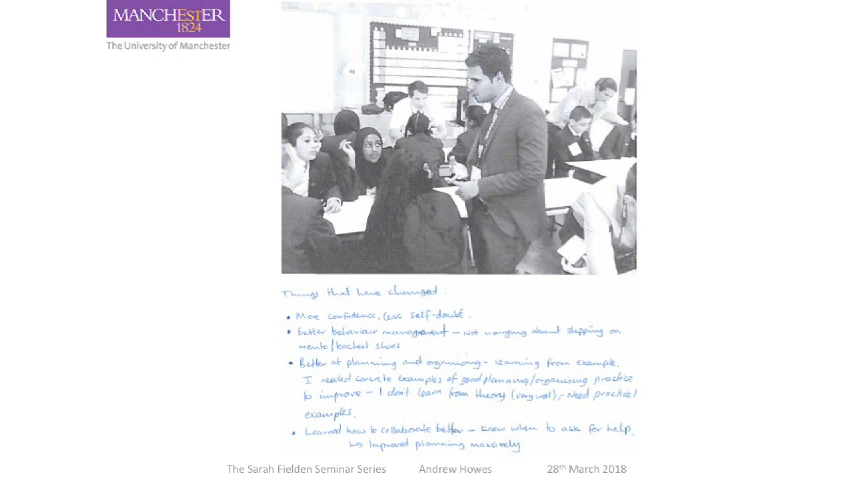 MANCHESTER
1824
The University of Manchester
Things that have changed :
• More confidence, less self-doubt.
• better behaviour management – not worrying about stepping on
mento/teachers shoes
• Better at planning and organising – learning from example.
I needed concrete examples of good planning/organising practice
to improve – I don't learn from theory (very well),– need practical
examples.
• Learned how to collaborate better – know when to ask for help.
↳ Improved planning massively
The Sarah Fielden Seminar Series Andrew Howes 28th March 2018